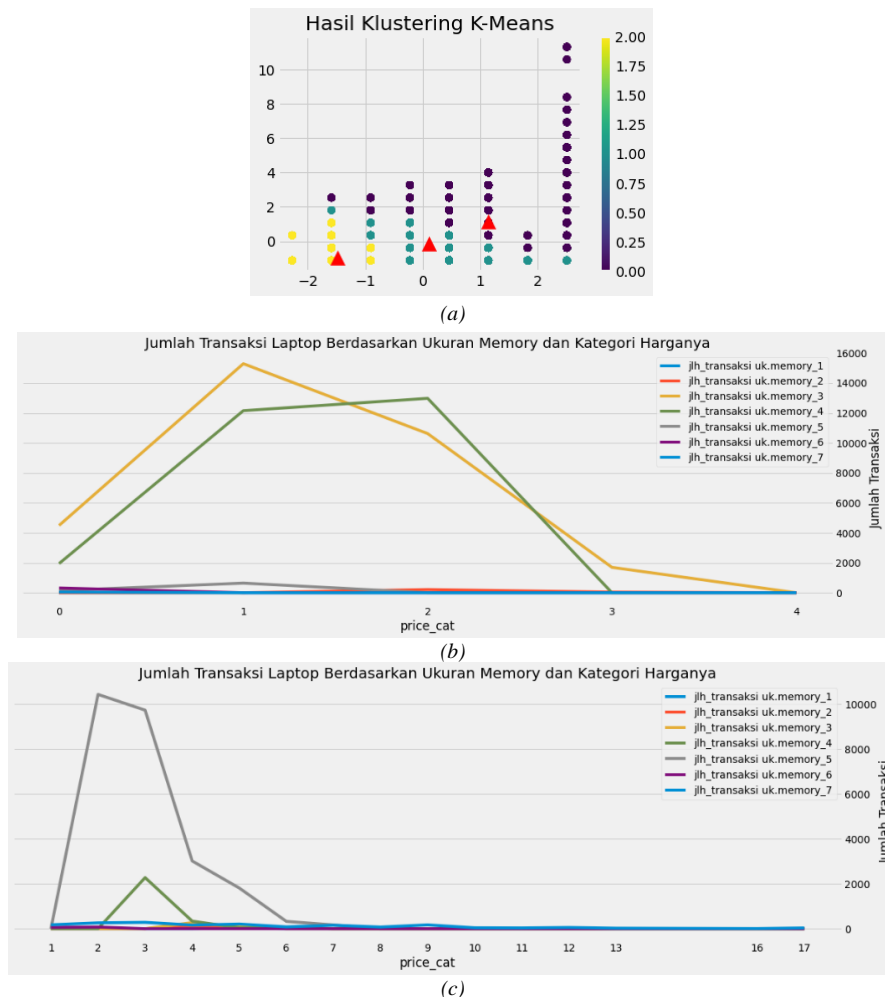 Hasil Klustering K-Means
10
8
6
4
2
0
−2 −1 0 1 2
2.00
1.75
1.50
1.25
1.00
0.75
0.50
0.25
0.00
(a)
Jumlah Transaksi Laptop Berdasarkan Ukuran Memory dan Kategori Harganya
jlh_transaksi uk.memory_1
jlh_transaksi uk.memory_2
jlh_transaksi uk.memory_3
jlh_transaksi uk.memory_4
jlh_transaksi uk.memory_5
jlh_transaksi uk.memory_6
jlh_transaksi uk.memory_7
16000
14000
12000
10000
8000
6000
4000
2000
0
Jumlah Transaksi
0 1 2 3 4
price_cat
(b)
Jumlah Transaksi Laptop Berdasarkan Ukuran Memory dan Kategori Harganya
jlh_transaksi uk.memory_1
jlh_transaksi uk.memory_2
jlh_transaksi uk.memory_3
jlh_transaksi uk.memory_4
jlh_transaksi uk.memory_5
jlh_transaksi uk.memory_6
jlh_transaksi uk.memory_7
10000
8000
6000
4000
2000
0
Jumlah Transaksi
1 2 3 4 5 6 7 8 9 10 11 12 13 16 17
price_cat
(c)